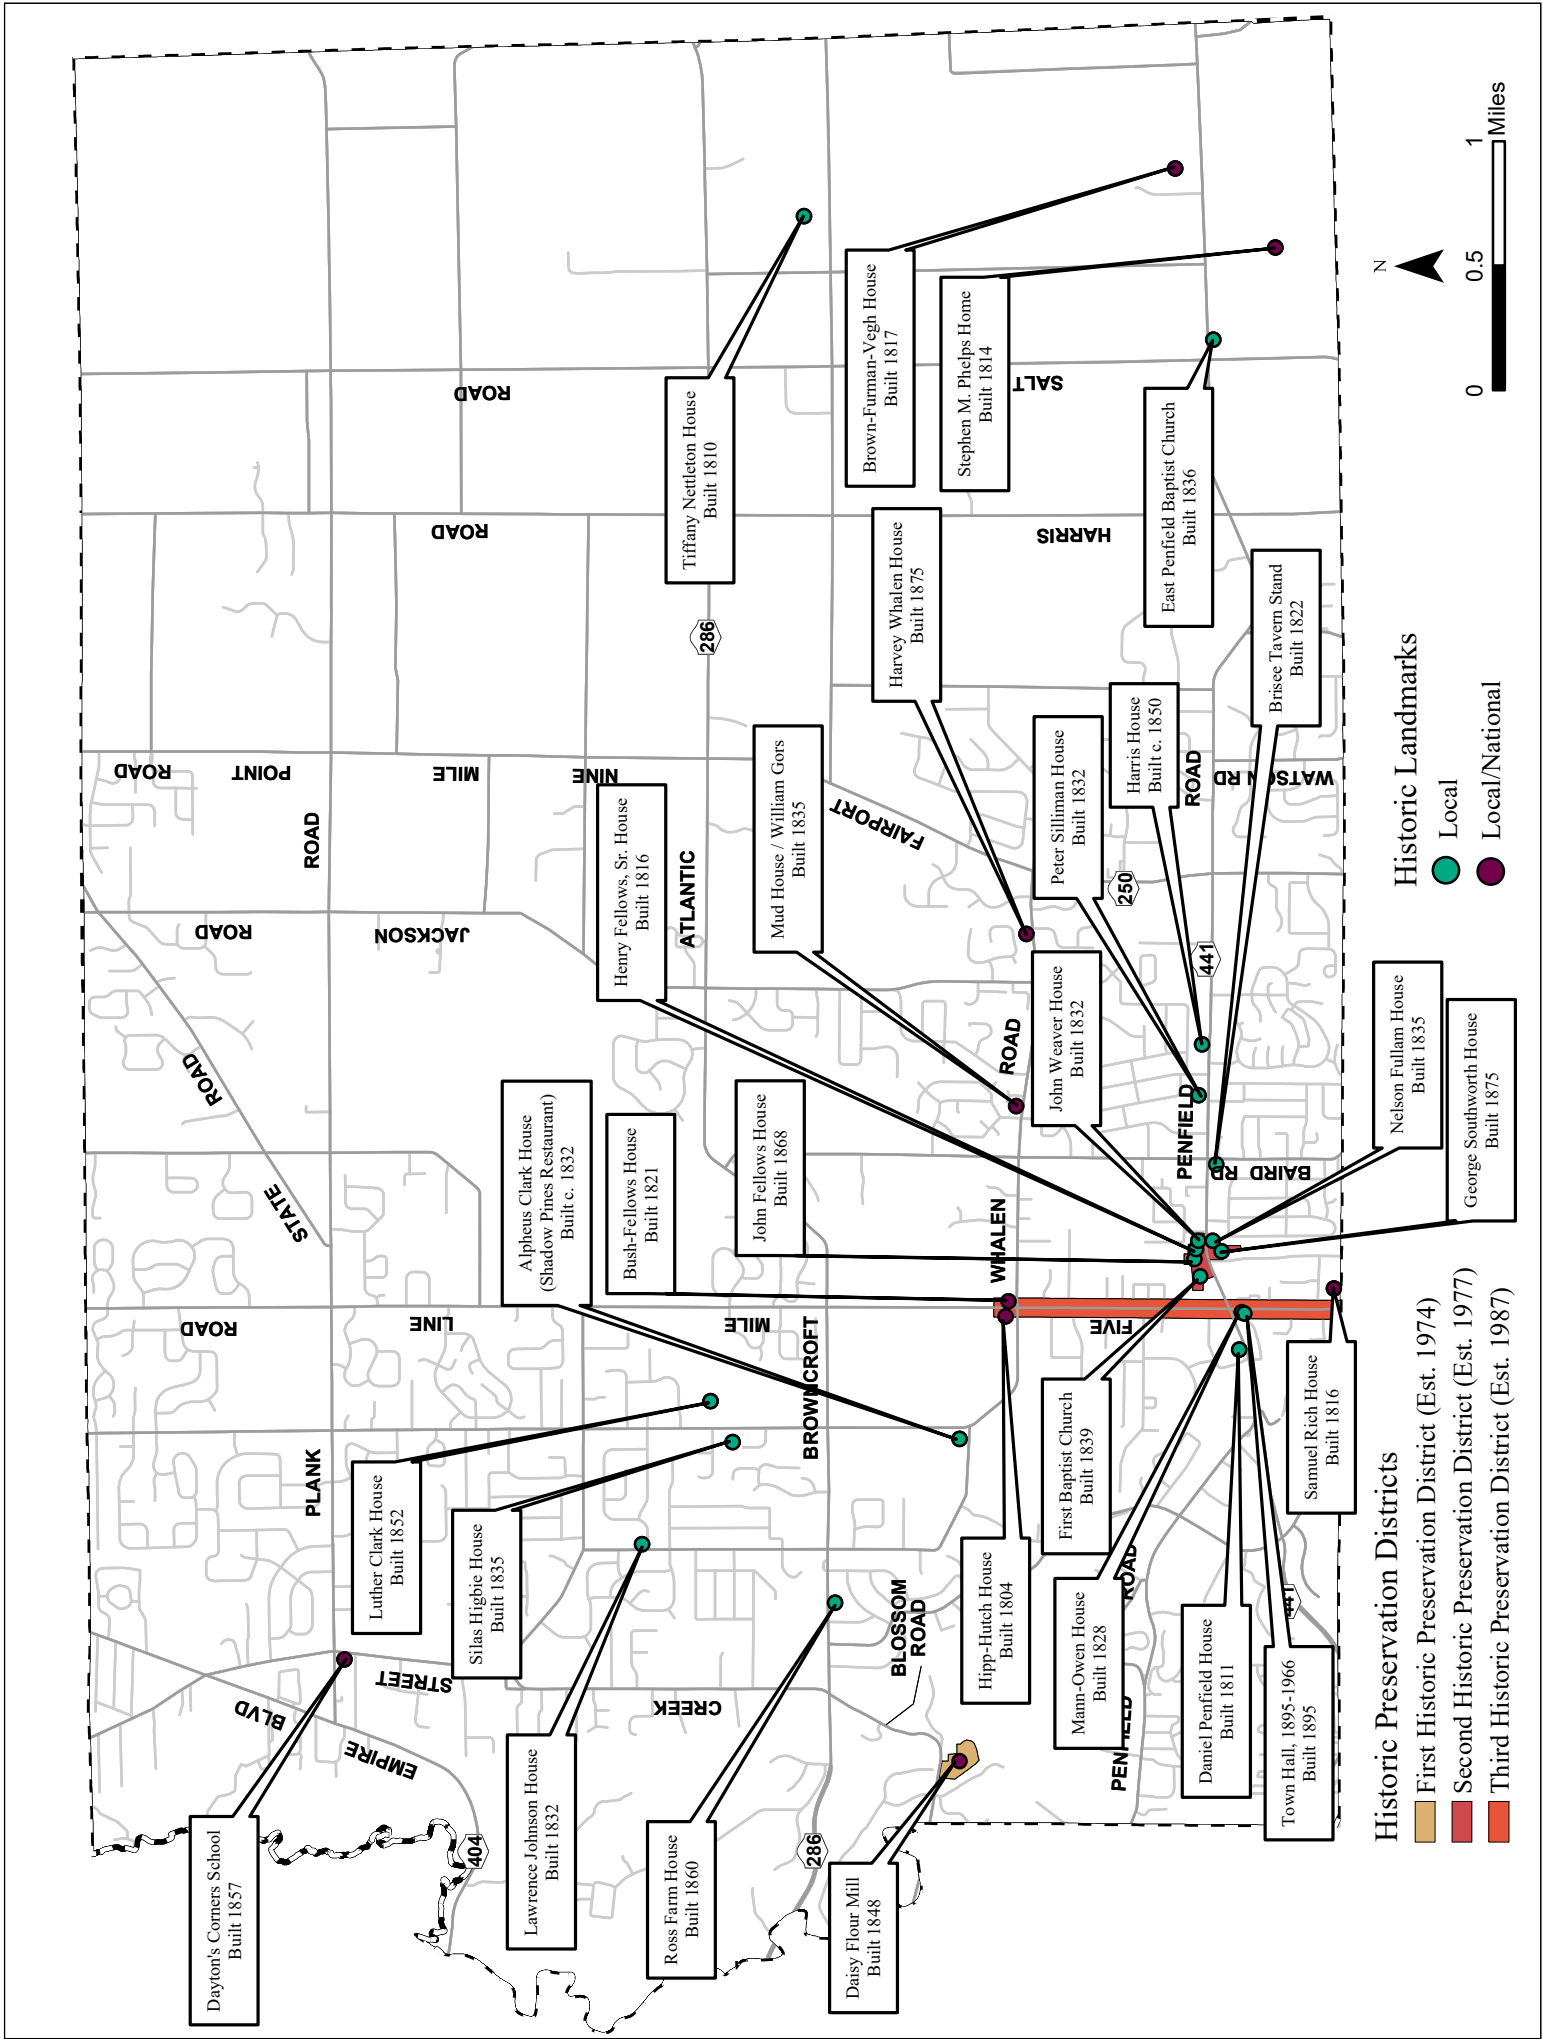 Dayton's Corners School
Built 1857
Luther Clark House
Built 1852
Silas Higbie House
Built 1835
Lawrence Johnson House
Built 1832
Ross Farm House
Built 1860
Daisy Flour Mill
Built 1848
Alpheus Clark House
(Shadow Pines Restaurant)
Built c. 1832
Bush-Fellows House
Built 1821
John Fellows House
Built 1868
Henry Fellows, Sr. House
Built 1816
Mud House / William Gors
Built 1835
Tiffany Nettleton House
Built 1810
Brown-Furman-Vegh House
Built 1817
Stephen M. Phelps Home
Built 1814
Harvey Whalen House
Built 1875
East Penfield Baptist Church
Built 1836
Brisee Tavern Stand
Built 1822
Harris House
Built c. 1850
Peter Silliman House
Built 1832
John Weaver House
Built 1832
Nelson Fullam House
Built 1835
George Southworth House
Built 1875
Hipp-Hutch House
Built 1804
First Baptist Church
Built 1839
Mann-Owen House
Built 1828
Daniel Penfield House
Built 1811
Town Hall, 1895-1966
Built 1895
Samuel Rich House
Built 1816
EMPIRE
BLVD
CREEK
STREET
PLANK
ROAD
STATE
ROAD
FIVE
MILE
LINE
ROAD
JACKSON
ROAD
NINE
MILE
POINT
ROAD
HARRIS
ROAD
SALT
ROAD
BROWNCROFT
ATLANTIC
BLOSSOM
ROAD
WHALEN
ROAD
FAIRPORT
PENFIELD
ROAD
PENFIELD
ROAD
BAIRD RD
WATSON RD
404
286
286
250
441
441
Historic Preservation Districts
First Historic Preservation District (Est. 1974)
Second Historic Preservation District (Est. 1977)
Third Historic Preservation District (Est. 1987)
Historic Landmarks
Local
Local/National
N
0
0.5
1
Miles